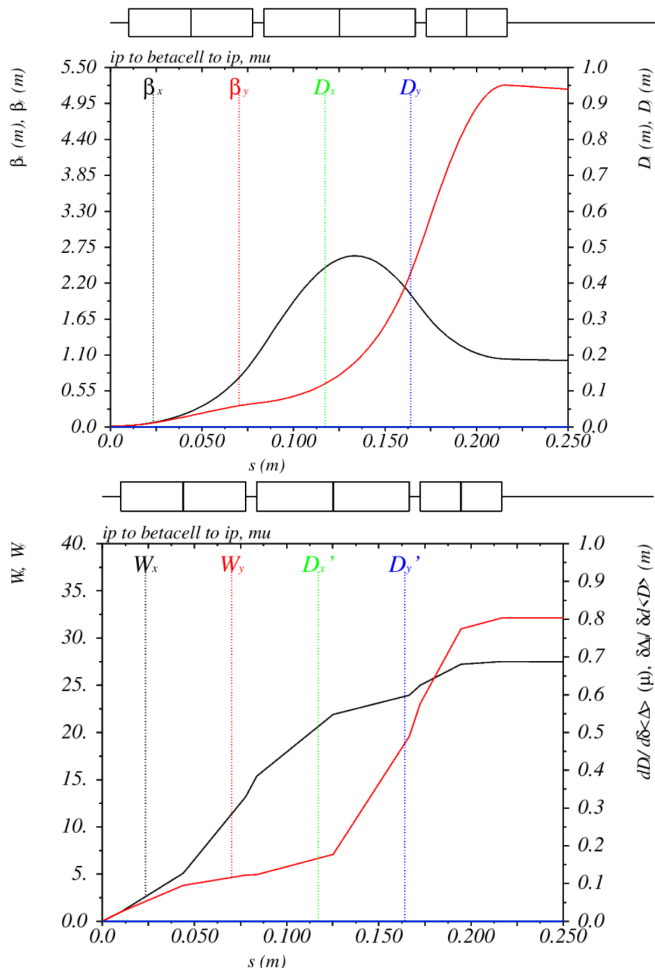 ip to betacell to ip, mu
β x (m), β y (m)
5.50
4.95
4.40
3.85
3.30
2.75
2.20
1.65
1.10
0.55
0.0
βx
βy
Dx
Dy
1.0
0.9
0.8
0.7
0.6
0.5
0.4
0.3
0.2
0.1
0.0
0.0 0.050 0.100 0.150 0.200 0.250
s (m)
ip to betacell to ip, mu
40.
35.
30.
25.
20.
15.
10.
5.
0.0
Wx
Wy
Dx’
Dy’
1.0
0.9
0.8
0.7
0.6
0.5
0.4
0.3
0.2
0.1
0.0
0.0 0.050 0.100 0.150 0.200 0.250
s (m)